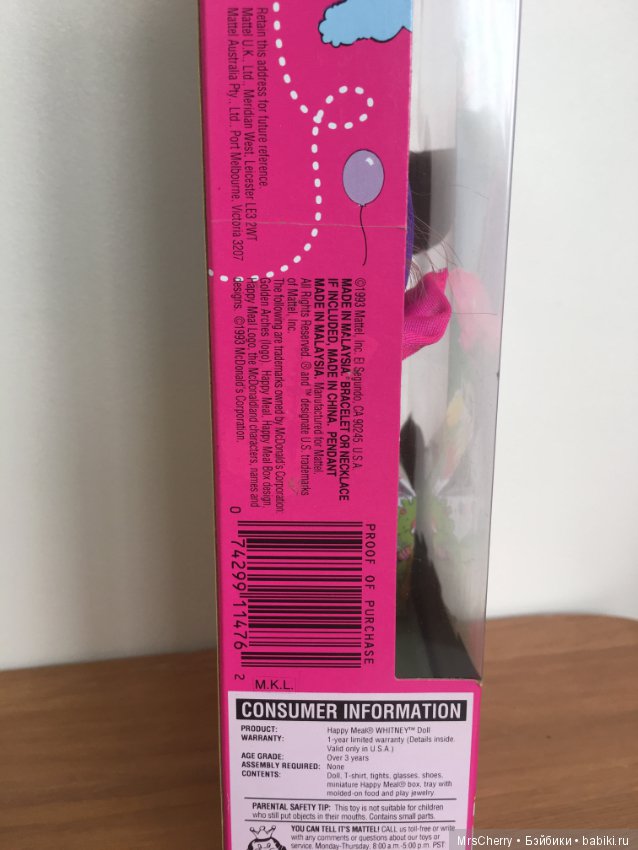 Retain this address for future reference.
Mattel U.K., Ltd., Meridian West, Leicester LE3 2WT
Mattel Australia Pty., Ltd., Port Melbourne, Victoria 3207
©1993 Mattel, Inc. El Segundo, CA 90245. U.S.A.
MADE IN MALAYSIA. BRACELET OR NECKLACE
IF INCLUDED, MADE IN CHINA. PENDANT
MADE IN MALAYSIA. Manufactured for Mattel.
All Rights Reserved. ® and ™ designate U.S. trademarks
of Mattel, Inc.
The following are trademarks owned by McDonald's Corporation:
Golden Arches (logo), Happy Meal, Happy Meal Box design,
Happy Meal Logo, the McDonaldland characters, names and
designs. ©1993 McDonald's Corporation.
PROOF OF PURCHASE
0 74299 11476 2
M.K.L.
CONSUMER INFORMATION
PRODUCT: Happy Meal® WHITNEY™ Doll
WARRANTY: 1-year limited warranty (Details inside.
Valid only in U.S.A.)
AGE GRADE: Over 3 years
ASSEMBLY REQUIRED: None
CONTENTS: Doll, T-shirt, tights, glasses, shoes,
miniature Happy Meal® box, tray with
molded-on food and play jewelry.
PARENTAL SAFETY TIP: This toy is not suitable for children
who still put objects in their mouths. Contains small parts.
YOU CAN TELL IT'S MATTEL! CALL us toll-free or write
with any comments or questions about our toys or
service. Monday-Thursday, 8:00 a.m.-5:00 p.m. PST
MrsCherry • Бэйбики • babiki.ru